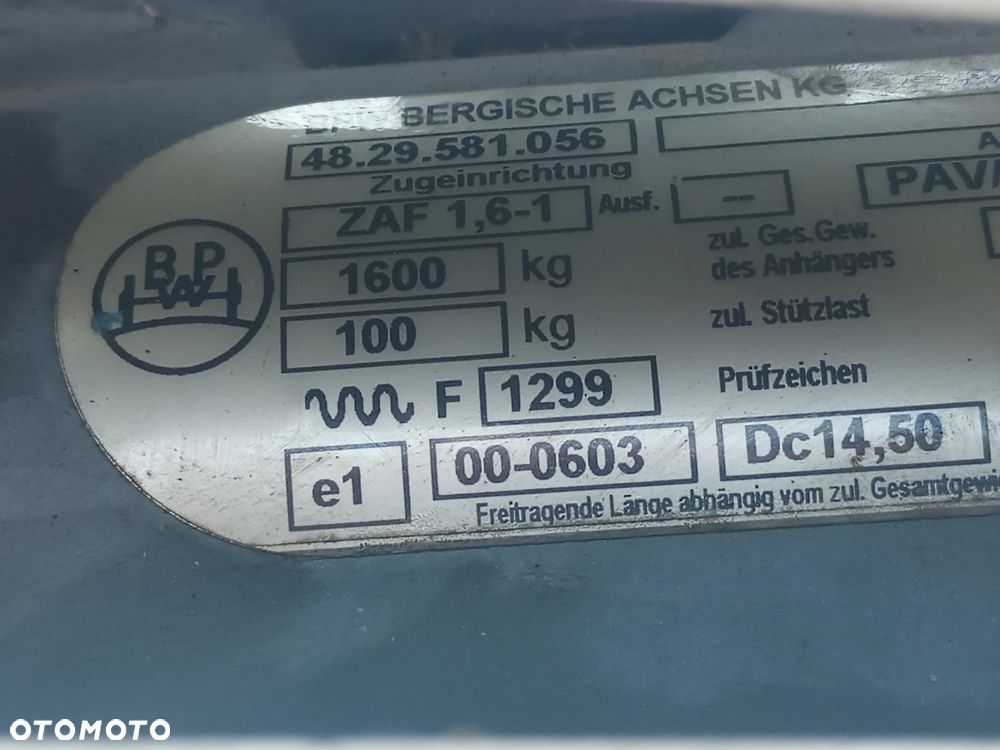 BERGISCHE ACHSEN KG
48.29.581.056
Zugeinrichtung
ZAF 1,6-1 Ausf. -- PAV/
1600 kg zul. Ges.Gew. des Anhängers
100 kg zul. Stützlast
F 1299 Prüfzeichen
e1 00-0603 Dc14,50
Freitragende Länge abhängig vom zul. Gesamtgewi
BPW
OTOMOTO